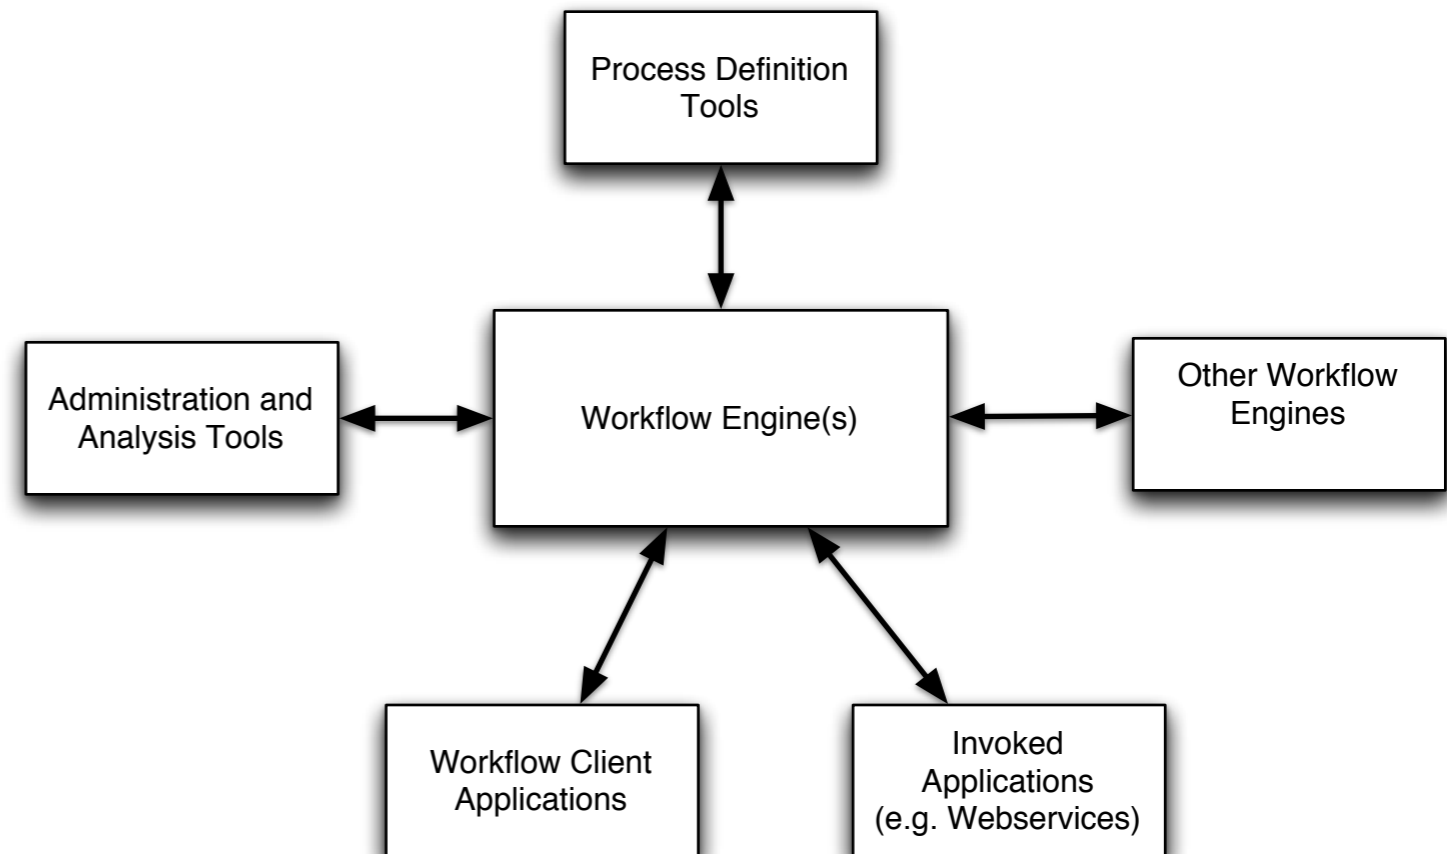 Process Definition
Tools
Administration and
Analysis Tools
Workflow Engine(s)
Other Workflow
Engines
Workflow Client
Applications
Invoked
Applications
(e.g. Webservices)